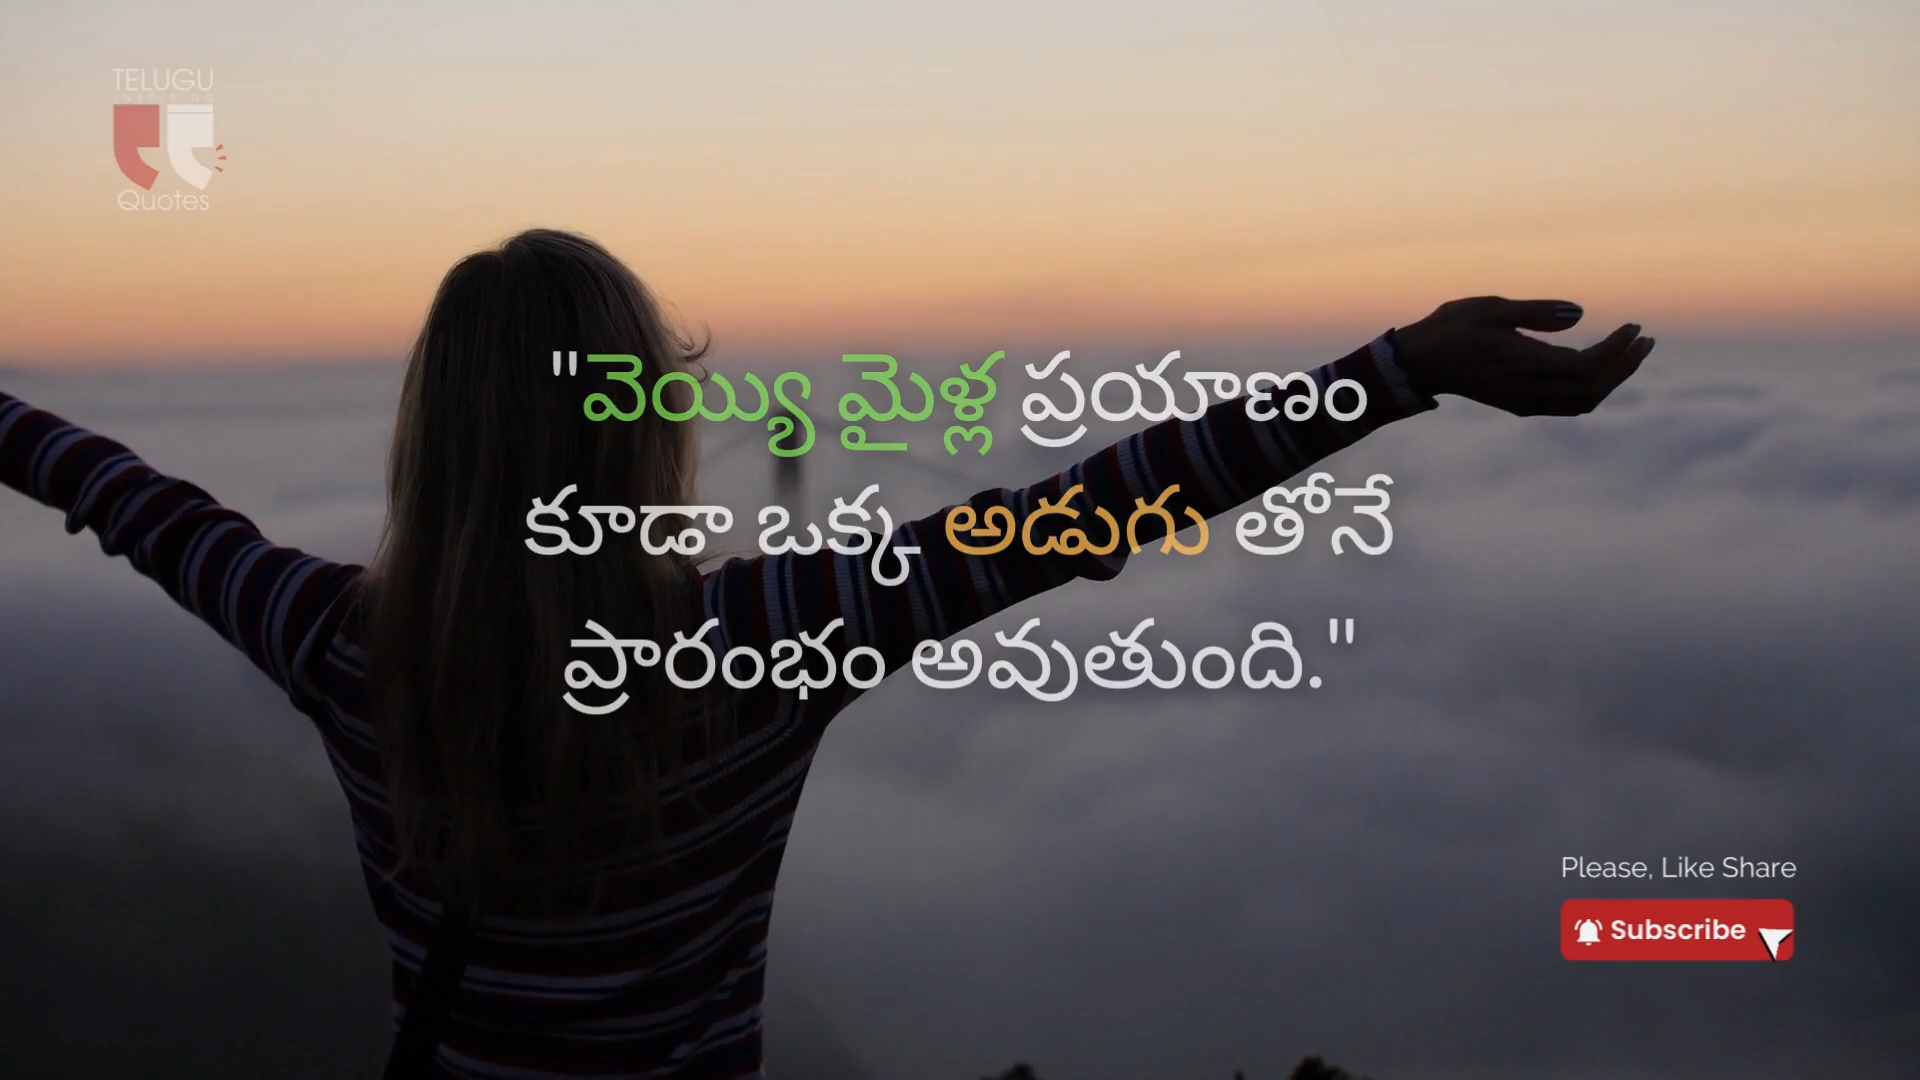 TELUGU
Quotes
"వెయ్యి మైళ్ల ప్రయాణం
కూడా ఒక్క అడుగు తోనే
ప్రారంభం అవుతుంది."
Please, Like Share
Subscribe